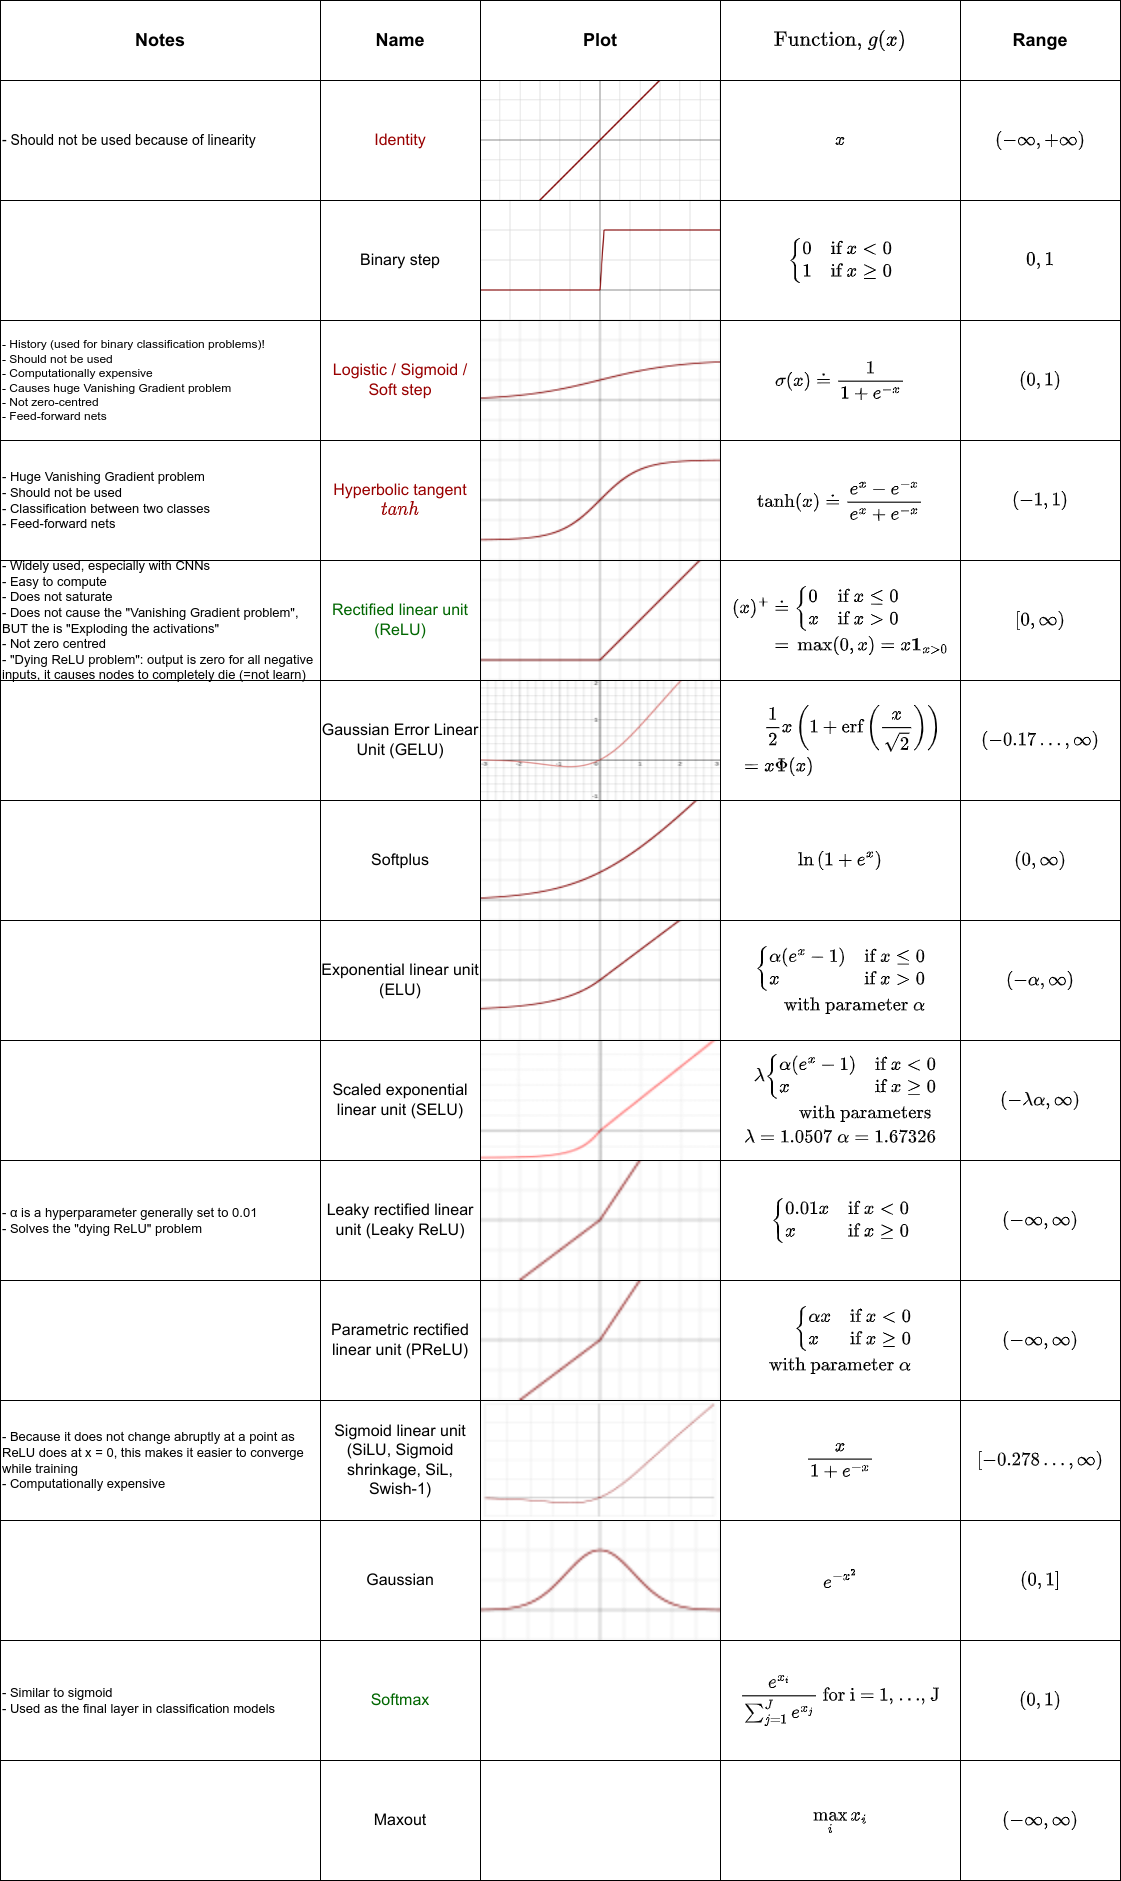 Notes Name Plot Function, g(x) Range
- Should not be used because of linearity
Identity
x
(−∞, +∞)
Binary step
{0 if x < 0
1 if x ≥ 0
0, 1
- History (used for binary classification problems)!
- Should not be used
- Computationally expensive
- Causes huge Vanishing Gradient problem
- Not zero-centred
- Feed-forward nets
Logistic / Sigmoid /
Soft step
σ(x) ≐ 1 / (1 + e^{−x})
(0, 1)
- Huge Vanishing Gradient problem
- Should not be used
- Classification between two classes
- Feed-forward nets
Hyperbolic tangent
tanh
tanh(x) ≐ (e^x − e^{−x}) / (e^x + e^{−x})
(−1, 1)
- Widely used, especially with CNNs
- Easy to compute
- Does not saturate
- Does not cause the "Vanishing Gradient problem",
BUT the is "Exploding the activations"
- Not zero centred
- "Dying ReLU problem": output is zero for all negative
inputs, it causes nodes to completely die (=not learn)
Rectified linear unit
(ReLU)
(x)^+ ≐ {0 if x ≤ 0
x if x > 0
= max(0, x) = x𝟏_{x>0}
[0, ∞)
Gaussian Error Linear
Unit (GELU)
1/2 x (1 + erf (x/√2))
= xΦ(x)
(−0.17…, ∞)
Softplus
ln (1 + e^x)
(0, ∞)
Exponential linear unit
(ELU)
{α(e^x − 1) if x ≤ 0
x if x > 0
with parameter α
(−α, ∞)
Scaled exponential
linear unit (SELU)
λ{α(e^x − 1) if x < 0
x if x ≥ 0
with parameters
λ = 1.0507 α = 1.67326
(−λα, ∞)
- α is a hyperparameter generally set to 0.01
- Solves the "dying ReLU" problem
Leaky rectified linear
unit (Leaky ReLU)
{0.01x if x < 0
x if x ≥ 0
(−∞, ∞)
Parametric rectified
linear unit (PReLU)
{αx if x < 0
x if x ≥ 0
with parameter α
(−∞, ∞)
- Because it does not change abruptly at a point as
ReLU does at x = 0, this makes it easier to converge
while training
- Computationally expensive
Sigmoid linear unit
(SiLU, Sigmoid
shrinkage, SiL,
Swish-1)
x / (1 + e^{−x})
[−0.278…, ∞)
Gaussian
e^{−x^2}
(0, 1]
- Similar to sigmoid
- Used as the final layer in classification models
Softmax
e^{x_i} / ∑_{j=1}^{J} e^{x_j} for i = 1, …, J
(0, 1)
Maxout
max_i x_i
(−∞, ∞)